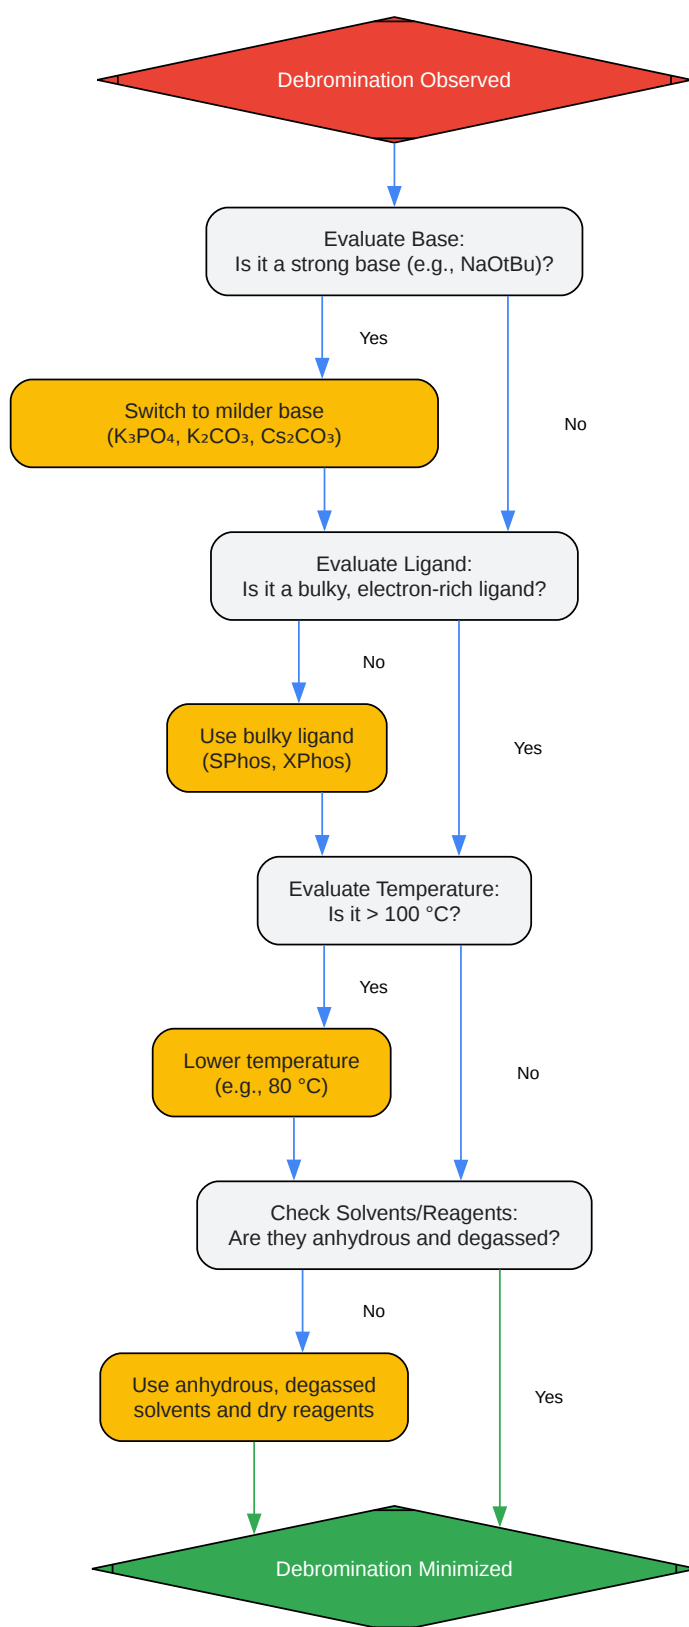 Debromination Observed
Evaluate Base:
Is it a strong base (e.g., NaOtBu)?
Yes
Switch to milder base
(K₃PO₄, K₂CO₃, Cs₂CO₃)
No
Evaluate Ligand:
Is it a bulky, electron-rich ligand?
No
Use bulky ligand
(SPhos, XPhos)
Yes
Evaluate Temperature:
Is it > 100 °C?
Yes
Lower temperature
(e.g., 80 °C)
No
Check Solvents/Reagents:
Are they anhydrous and degassed?
No
Use anhydrous, degassed
solvents and dry reagents
Yes
Debromination Minimized